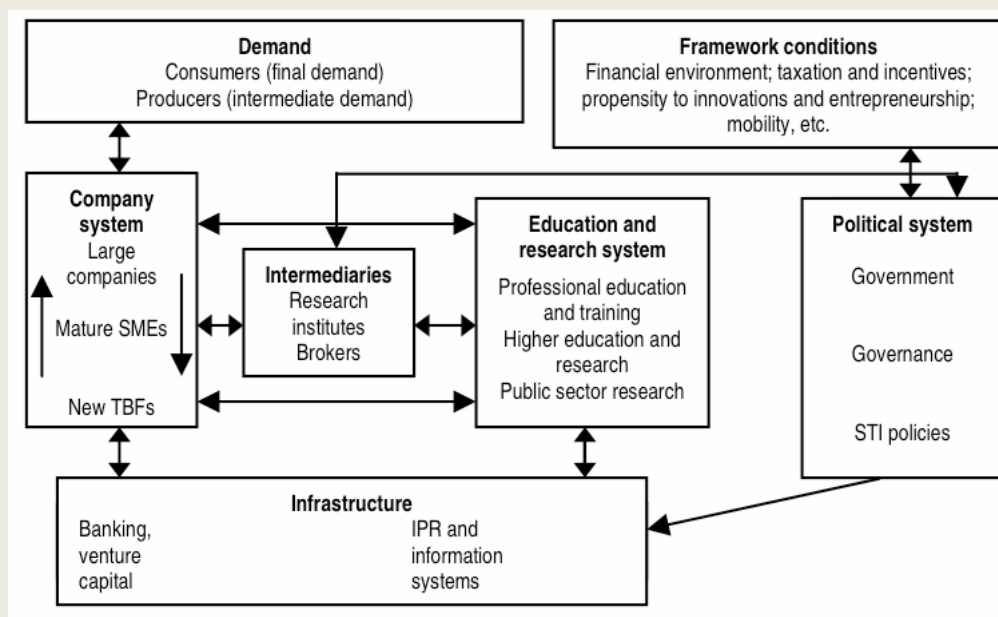 Demand
Consumers (final demand)
Producers (intermediate demand)
Framework conditions
Financial environment; taxation and incentives;
propensity to innovations and entrepreneurship;
mobility, etc.
Company
system
Large
companies
Mature SMEs
New TBFs
Intermediaries
Research
institutes
Brokers
Education and
research system
Professional education
and training
Higher education and
research
Public sector research
Political system
Government
Governance
STI policies
Infrastructure
Banking,
venture
capital
IPR and
information
systems